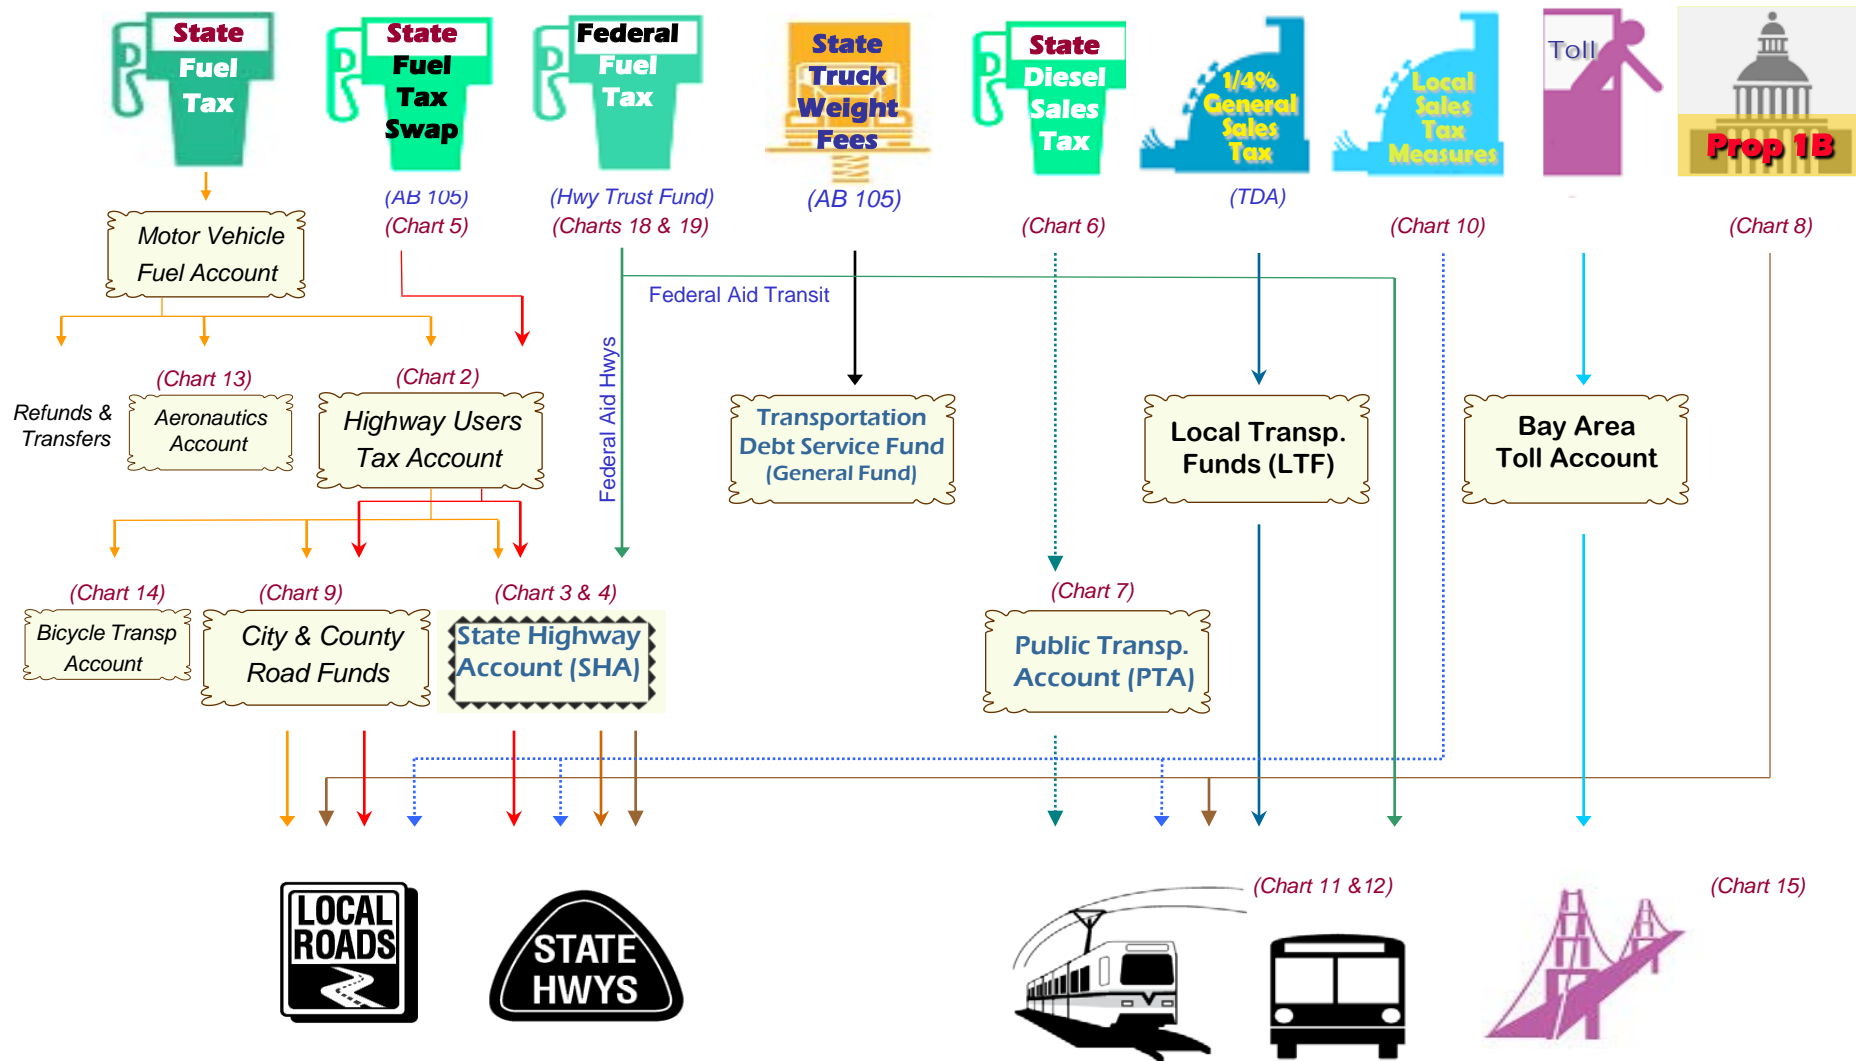 State
Fuel
Tax
State
Fuel
Tax
Swap
Federal
Fuel
Tax
State
Truck
Weight
Fees
State
Diesel
Sales
Tax
1/4%
General
Sales
Tax
Local
Sales
Tax
Measures
Toll
Prop 1B
(AB 105)
(Hwy Trust Fund)
(AB 105)
(TDA)
(Chart 5)
(Charts 18 & 19)
(Chart 6)
(Chart 10)
(Chart 8)
Motor Vehicle
Fuel Account
Federal Aid Transit
Federal Aid Hwys
(Chart 13)
(Chart 2)
Refunds &
Transfers
Aeronautics
Account
Highway Users
Tax Account
Transportation
Debt Service Fund
(General Fund)
Local Transp.
Funds (LTF)
Bay Area
Toll Account
(Chart 14)
(Chart 9)
(Chart 3 & 4)
(Chart 7)
Bicycle Transp
Account
City & County
Road Funds
State Highway
Account (SHA)
Public Transp.
Account (PTA)
(Chart 11 &12)
(Chart 15)
LOCAL
ROADS
STATE
HWYS